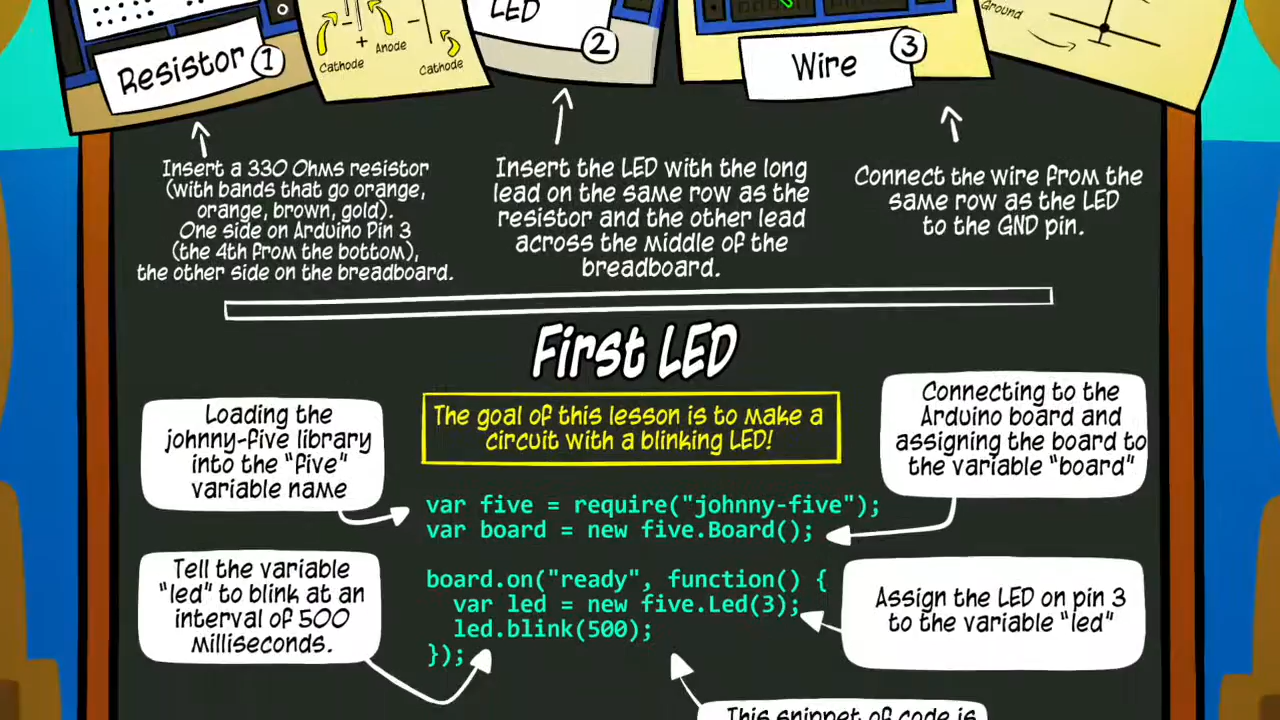 Resistor 1
Cathode
+ Anode
Cathode
LED
2
Wire
3
Ground
Insert a 330 Ohms resistor
(with bands that go orange,
orange, brown, gold).
One side on Arduino Pin 3
(the 4th from the bottom),
the other side on the breadboard.
Insert the LED with the long
lead on the same row as the
resistor and the other lead
across the middle of the
breadboard.
Connect the wire from the
same row as the LED
to the GND pin.
First LED
The goal of this lesson is to make a
circuit with a blinking LED!
Loading the
johnny-five library
into the "five"
variable name
Connecting to the
Arduino board and
assigning the board to
the variable "board"
var five = require("johnny-five");
var board = new five.Board();
board.on("ready", function() {
var led = new five.Led(3);
led.blink(500);
});
Tell the variable
"led" to blink at an
interval of 500
milliseconds.
Assign the LED on pin 3
to the variable "led"
This snippet of code is